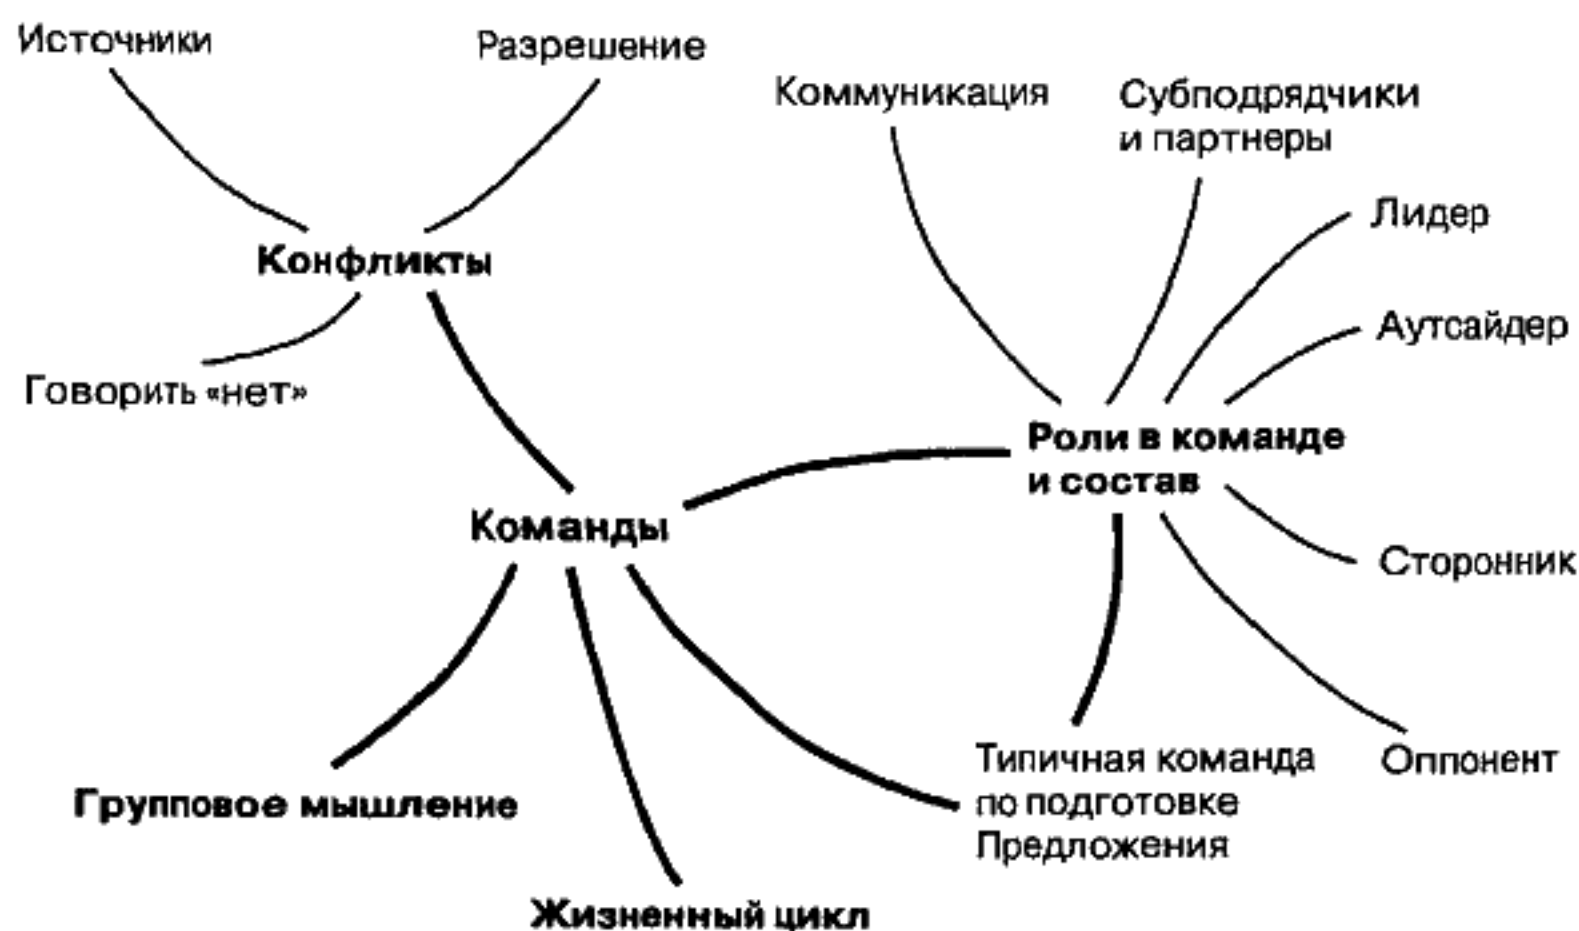 Источники
Разрешение
Коммуникация
Субподрядчики
и партнеры
Лидер
Конфликты
Аутсайдер
Говорить «нет»
Роли в команде
и состав
Команды
Сторонник
Типичная команда
по подготовке
Предложения
Оппонент
Групповое мышление
Жизненный цикл